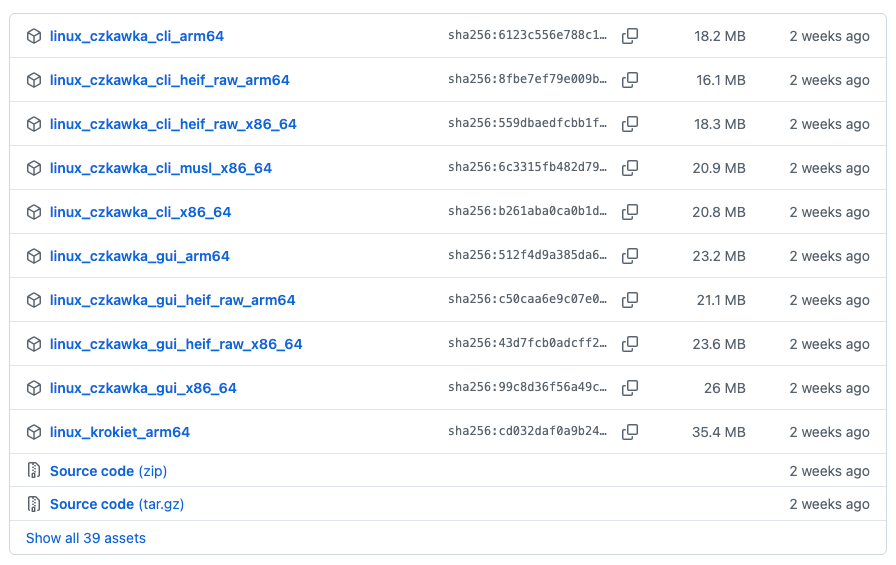 linux_czkawka_cli_arm64 sha256:6123c556e788c1… 18.2 MB 2 weeks ago
linux_czkawka_cli_heif_raw_arm64 sha256:8fbe7ef79e009b… 16.1 MB 2 weeks ago
linux_czkawka_cli_heif_raw_x86_64 sha256:559dbaedfcbb1f… 18.3 MB 2 weeks ago
linux_czkawka_cli_musl_x86_64 sha256:6c3315fb482d79… 20.9 MB 2 weeks ago
linux_czkawka_cli_x86_64 sha256:b261aba0ca0b1d… 20.8 MB 2 weeks ago
linux_czkawka_gui_arm64 sha256:512f4d9a385da6… 23.2 MB 2 weeks ago
linux_czkawka_gui_heif_raw_arm64 sha256:c50caa6e9c07e0… 21.1 MB 2 weeks ago
linux_czkawka_gui_heif_raw_x86_64 sha256:43d7fcb0adcff2… 23.6 MB 2 weeks ago
linux_czkawka_gui_x86_64 sha256:99c8d36f56a49c… 26 MB 2 weeks ago
linux_krokiet_arm64 sha256:cd032daf0a9b24… 35.4 MB 2 weeks ago
Source code (zip) 2 weeks ago
Source code (tar.gz) 2 weeks ago
Show all 39 assets